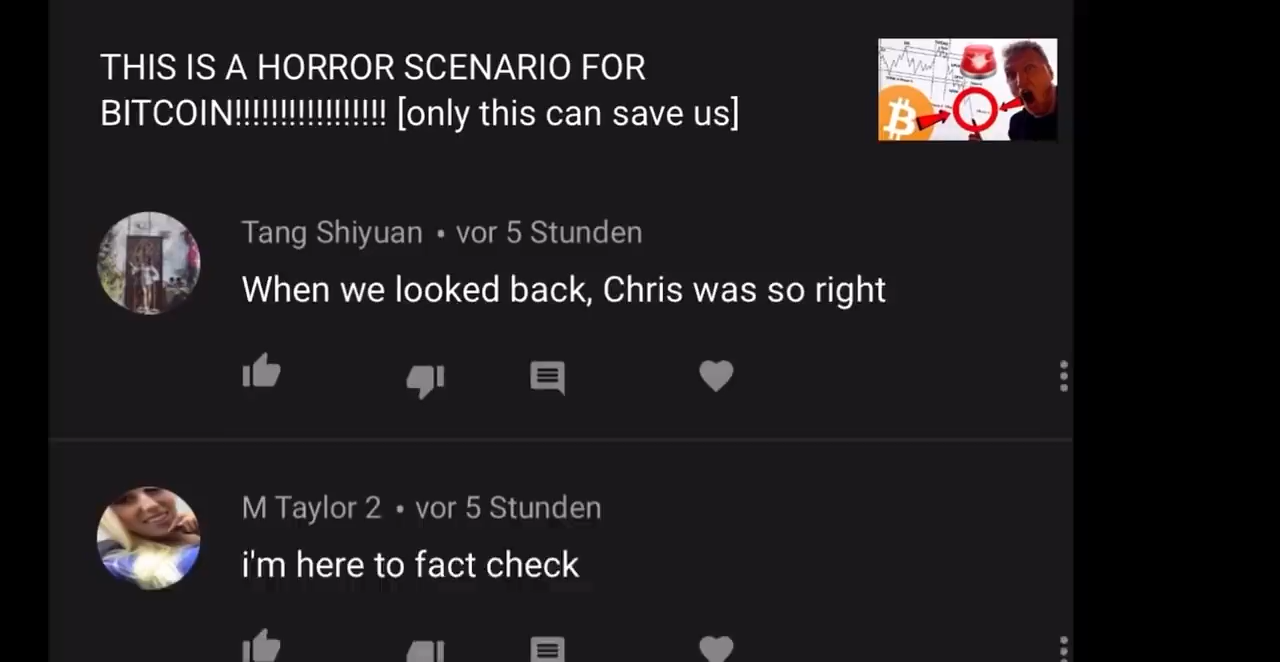 THIS IS A HORROR SCENARIO FOR
BITCOIN!!!!!!!!!!!!!!!!! [only this can save us]
Tang Shiyuan • vor 5 Stunden
When we looked back, Chris was so right
M Taylor 2 • vor 5 Stunden
i'm here to fact check